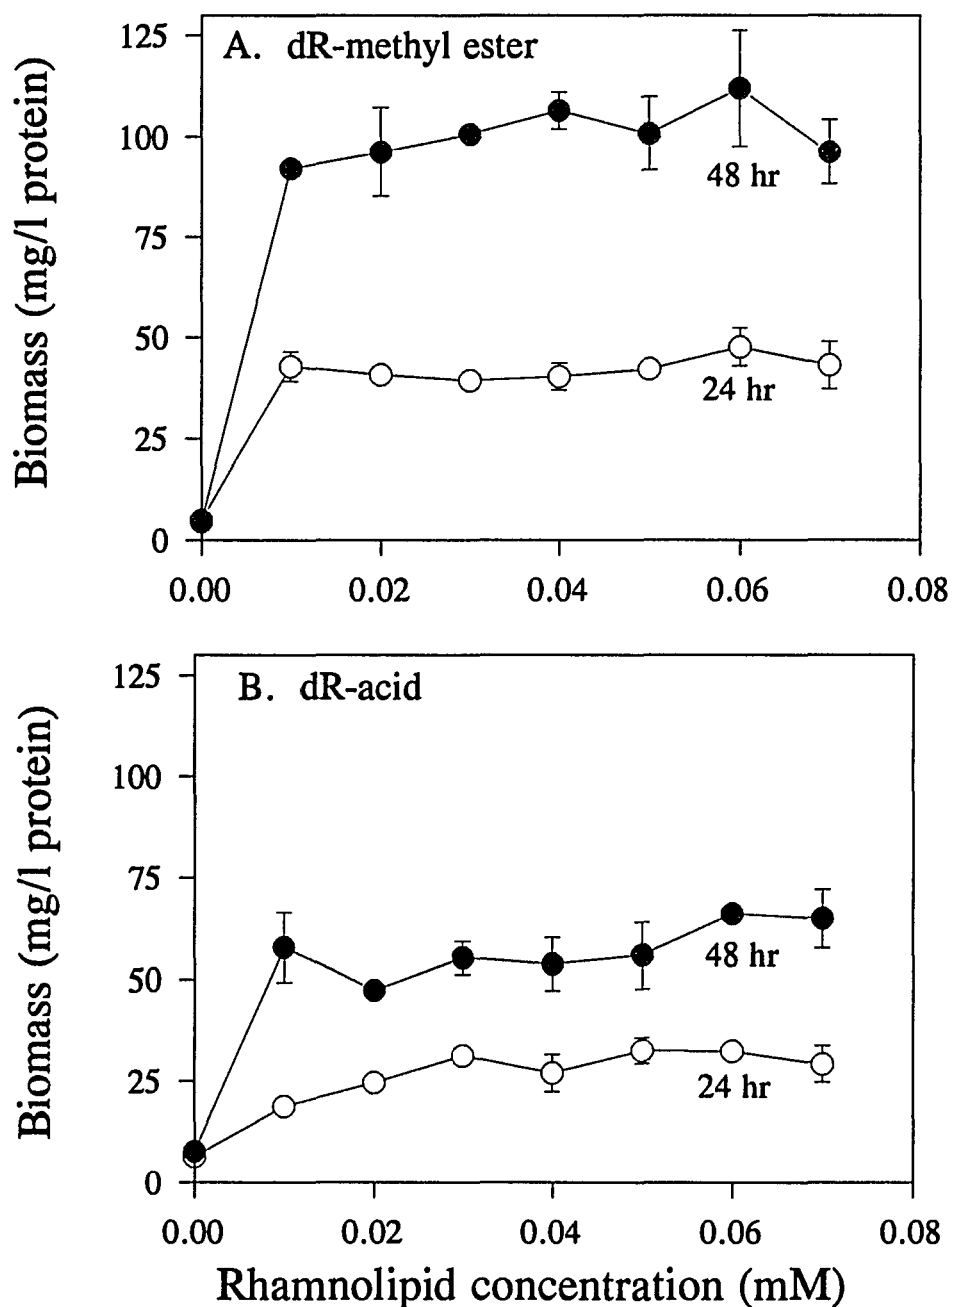 A. dR-methyl ester
125
100
75
50
25
0
48 hr
24 hr
Biomass (mg/l protein)
0.00 0.02 0.04 0.06 0.08
B. dR-acid
125
100
75
50
25
0
48 hr
24 hr
Biomass (mg/l protein)
0.00 0.02 0.04 0.06 0.08
Rhamnolipid concentration (mM)